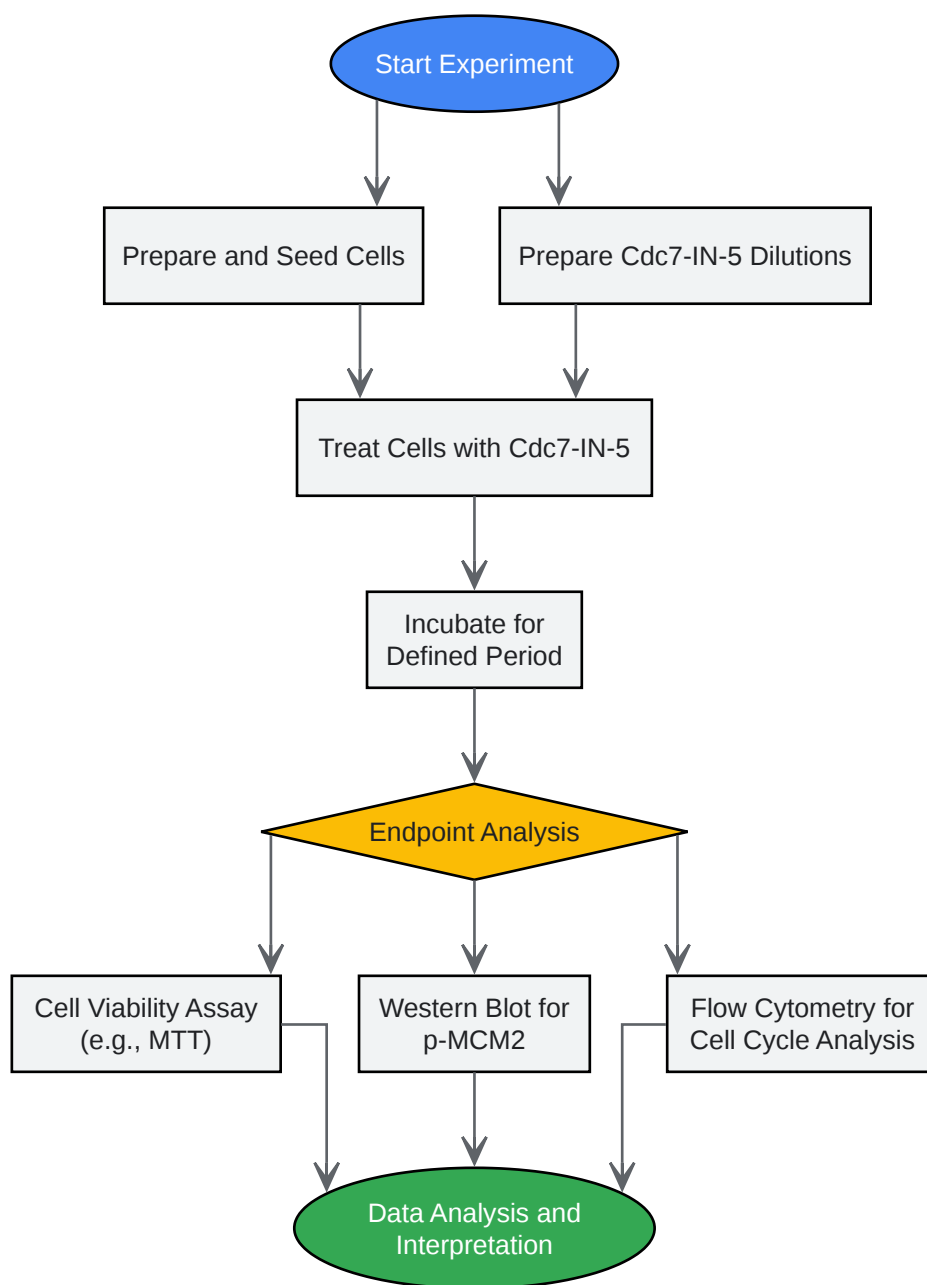 Start Experiment
Prepare and Seed Cells
Prepare Cdc7-IN-5 Dilutions
Treat Cells with Cdc7-IN-5
Incubate for
Defined Period
Endpoint Analysis
Cell Viability Assay
(e.g., MTT)
Western Blot for
p-MCM2
Flow Cytometry for
Cell Cycle Analysis
Data Analysis and
Interpretation